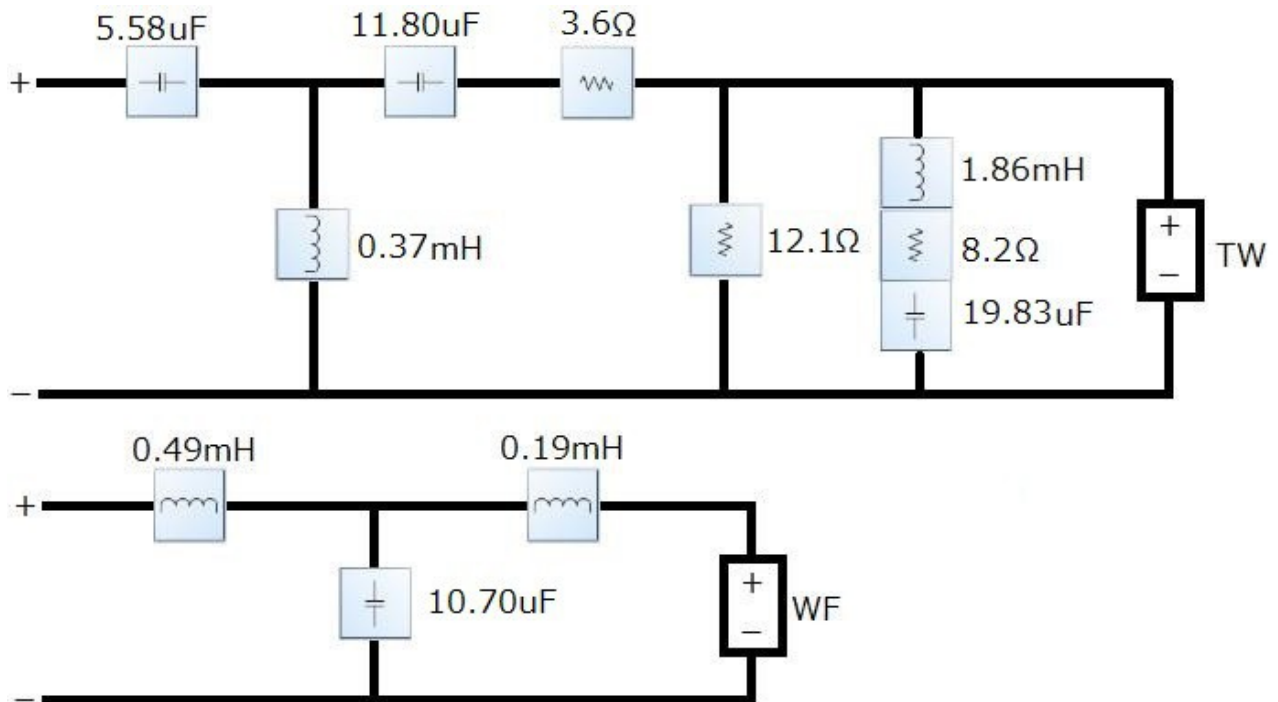 5.58uF 11.80uF 3.6Ω
+
1.86mH
0.37mH 12.1Ω 8.2Ω + − TW
19.83uF
−
0.49mH 0.19mH
+
10.70uF + − WF
−